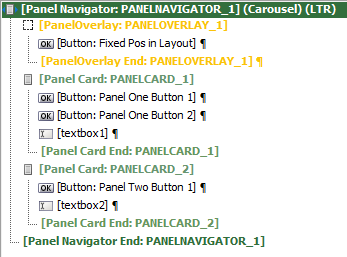 [Panel Navigator: PANELNAVIGATOR_1] (Carousel) (LTR)
[PanelOverlay: PANELOVERLAY_1]
OK [Button: Fixed Pos in Layout] ¶
[PanelOverlay End: PANELOVERLAY_1] ¶
[Panel Card: PANELCARD_1]
OK [Button: Panel One Button 1] ¶
OK [Button: Panel One Button 2] ¶
[textbox1] ¶
[Panel Card End: PANELCARD_1]
[Panel Card: PANELCARD_2]
OK [Button: Panel Two Button 1] ¶
[textbox2] ¶
[Panel Card End: PANELCARD_2]
[Panel Navigator End: PANELNAVIGATOR_1]